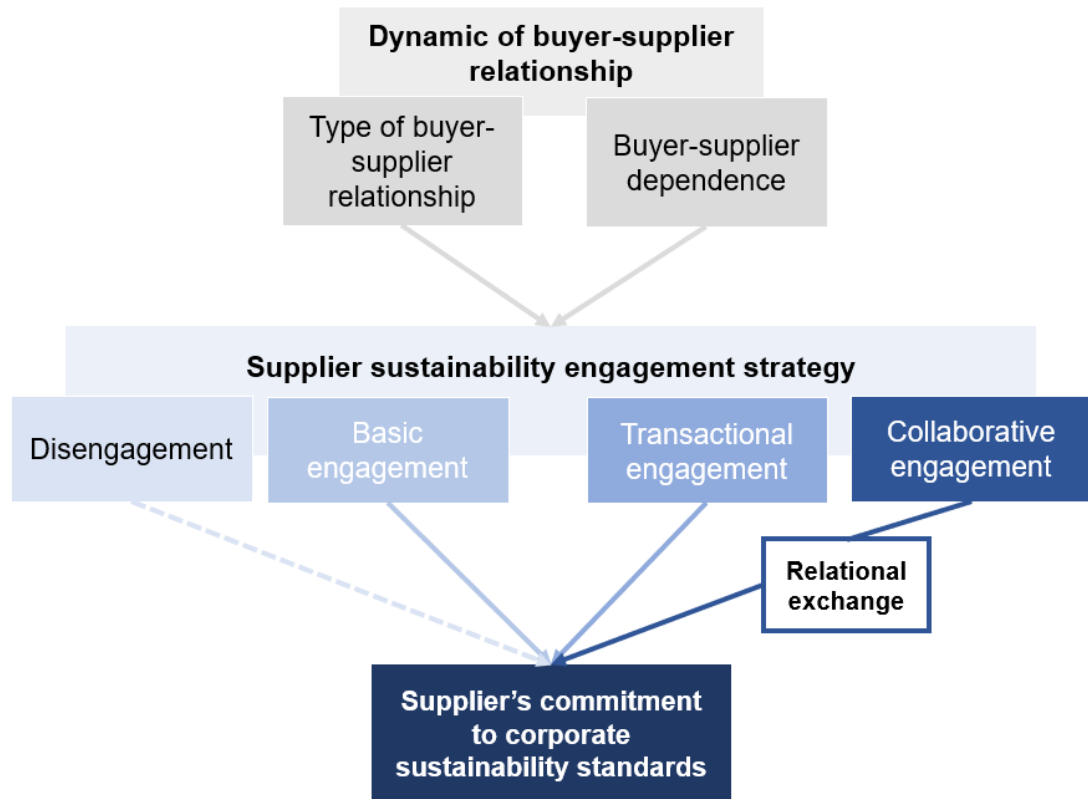 Dynamic of buyer-supplier
relationship
Type of buyer-
supplier
relationship
Buyer-supplier
dependence
Supplier sustainability engagement strategy
Disengagement
Basic
engagement
Transactional
engagement
Collaborative
engagement
Relational
exchange
Supplier’s commitment
to corporate
sustainability standards